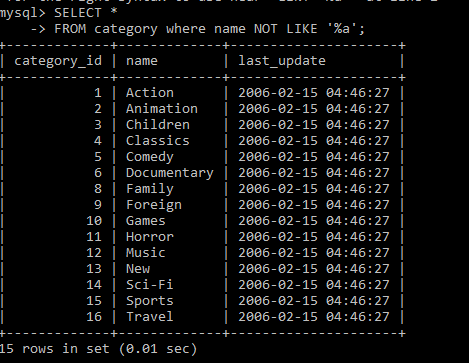 mysql> SELECT *
    -> FROM category where name NOT LIKE '%a';
+-------------+-------------+---------------------+
| category_id | name        | last_update         |
+-------------+-------------+---------------------+
|           1 | Action      | 2006-02-15 04:46:27 |
|           2 | Animation   | 2006-02-15 04:46:27 |
|           3 | Children    | 2006-02-15 04:46:27 |
|           4 | Classics    | 2006-02-15 04:46:27 |
|           5 | Comedy      | 2006-02-15 04:46:27 |
|           6 | Documentary | 2006-02-15 04:46:27 |
|           8 | Family      | 2006-02-15 04:46:27 |
|           9 | Foreign     | 2006-02-15 04:46:27 |
|          10 | Games       | 2006-02-15 04:46:27 |
|          11 | Horror      | 2006-02-15 04:46:27 |
|          12 | Music       | 2006-02-15 04:46:27 |
|          13 | New         | 2006-02-15 04:46:27 |
|          14 | Sci-Fi      | 2006-02-15 04:46:27 |
|          15 | Sports      | 2006-02-15 04:46:27 |
|          16 | Travel      | 2006-02-15 04:46:27 |
+-------------+-------------+---------------------+
15 rows in set (0.01 sec)